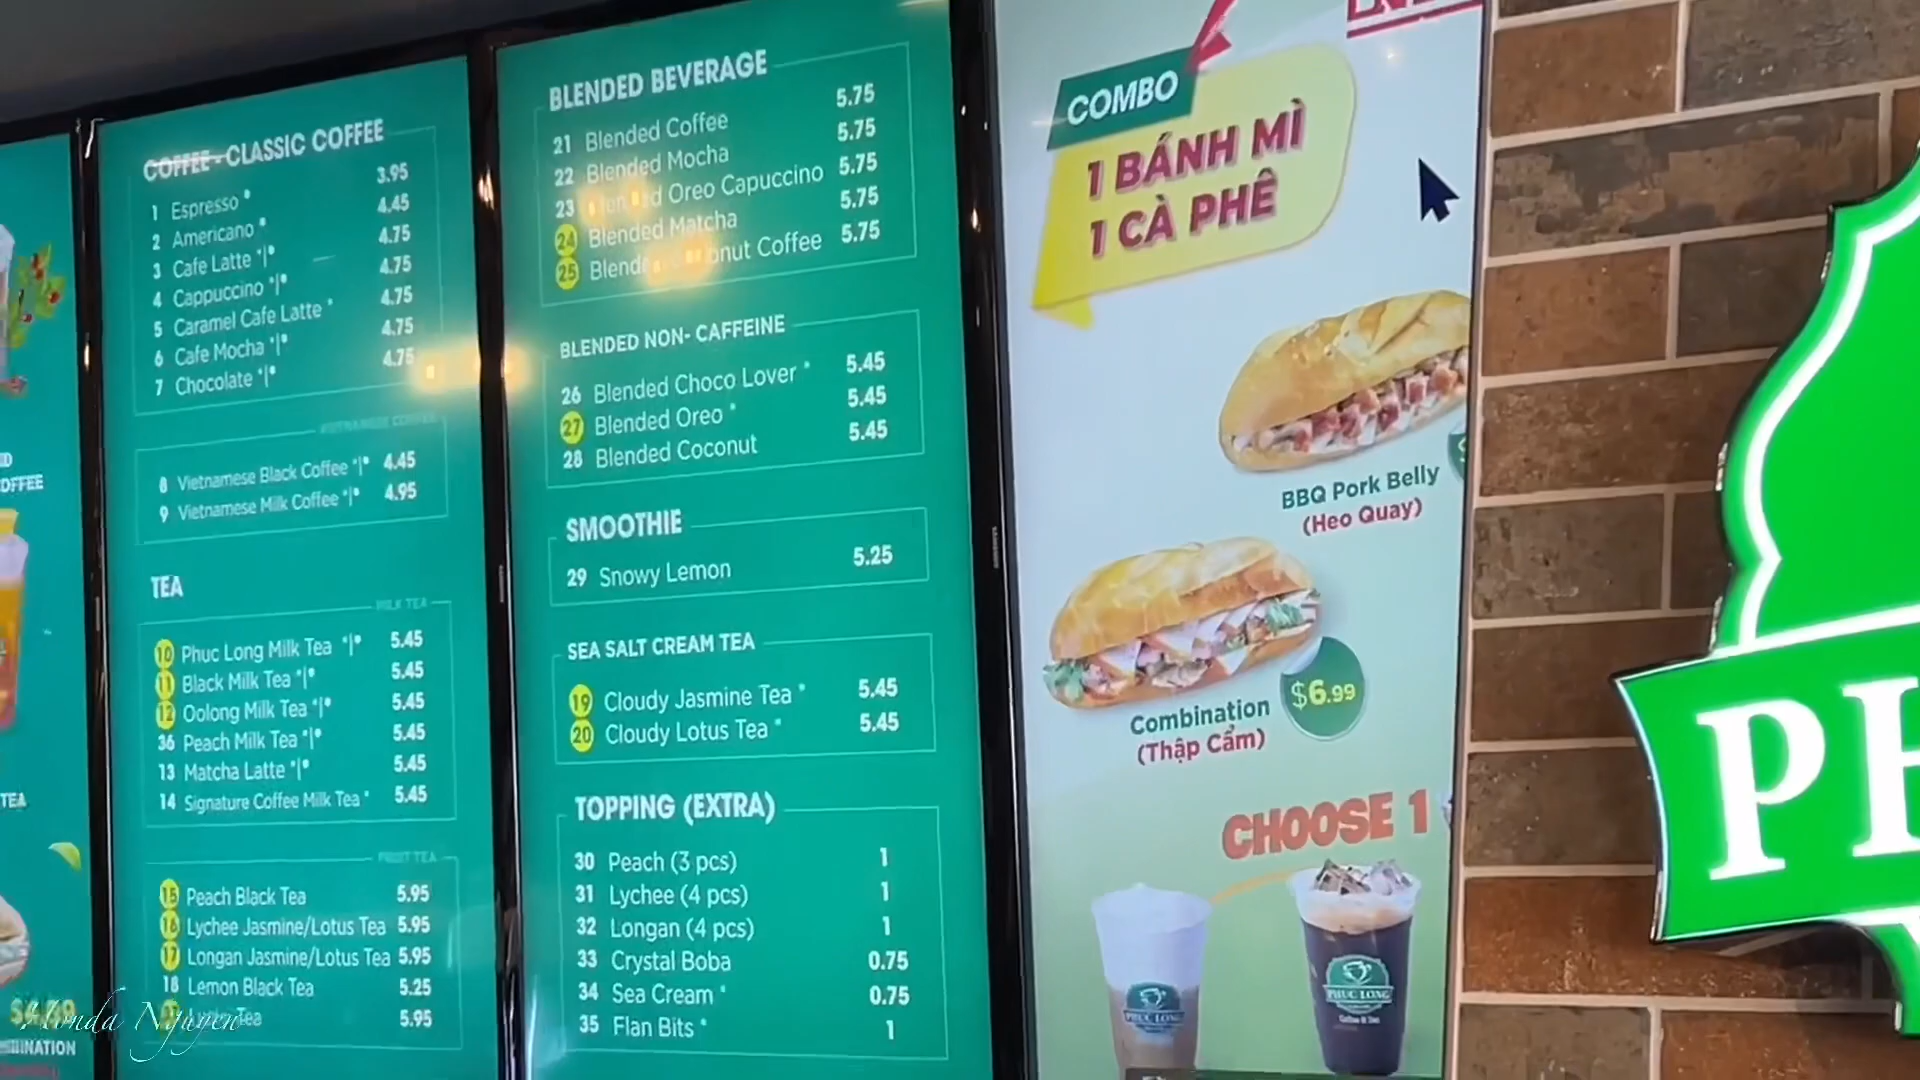 COFFEE - CLASSIC COFFEE
1 Espresso 3.95
2 Americano 4.45
3 Cafe Latte 4.75
4 Cappuccino 4.75
5 Caramel Cafe Latte * 4.75
6 Cafe Mocha 4.75
7 Chocolate 4.75
VIETNAMESE COFFEE
8 Vietnamese Black Coffee 4.45
9 Vietnamese Milk Coffee 4.95
TEA
MILK TEA
10 Phuc Long Milk Tea 5.45
11 Black Milk Tea 5.45
12 Oolong Milk Tea 5.45
36 Peach Milk Tea 5.45
13 Matcha Latte 5.45
14 Signature Coffee Milk Tea * 5.45
FRUIT TEA
15 Peach Black Tea 5.95
16 Lychee Jasmine/Lotus Tea 5.95
17 Longan Jasmine/Lotus Tea 5.95
18 Lemon Black Tea 5.25
Tea 5.95
BLENDED BEVERAGE
21 Blended Coffee 5.75
22 Blended Mocha 5.75
23 Blended Oreo Capuccino 5.75
24 Blended Matcha 5.75
25 Coffee 5.75
BLENDED NON- CAFFEINE
26 Blended Choco Lover * 5.45
27 Blended Oreo * 5.45
28 Blended Coconut 5.45
SMOOTHIE
29 Snowy Lemon 5.25
SEA SALT CREAM TEA
19 Cloudy Jasmine Tea * 5.45
20 Cloudy Lotus Tea * 5.45
TOPPING (EXTRA)
30 Peach (3 pcs) 1
31 Lychee (4 pcs) 1
32 Longan (4 pcs) 1
33 Crystal Boba 0.75
34 Sea Cream * 0.75
35 Flan Bits * 1
COMBO
1 BÁNH MÌ
1 CÀ PHÊ
BBQ Pork Belly
(Heo Quay)
Combination
(Thập Cẩm)
$6.99
CHOOSE 1
PHUC LONG
PHUC LONG
Coffee & Tea
PH
OFFEE
TEA
Honda Nguyen